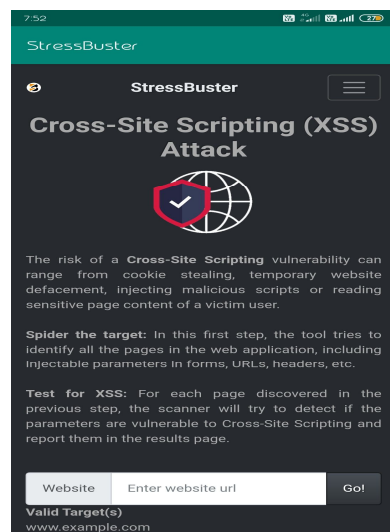 7:52
StressBuster
StressBuster
Cross-Site Scripting (XSS)
Attack
The risk of a Cross-Site Scripting vulnerability can
range from cookie stealing, temporary website
defacement, injecting malicious scripts or reading
sensitive page content of a victim user.
Spider the target: In this first step, the tool tries to
identify all the pages in the web application, including
Injectable parameters In forms, URLs, headers, etc.
Test for XSS: For each page discovered in the
previous step, the scanner will try to detect if the
parameters are vulnerable to Cross-Site Scripting and
report them in the results page.
Website Enter website url Go!
Valid Target(s)
www.example.com